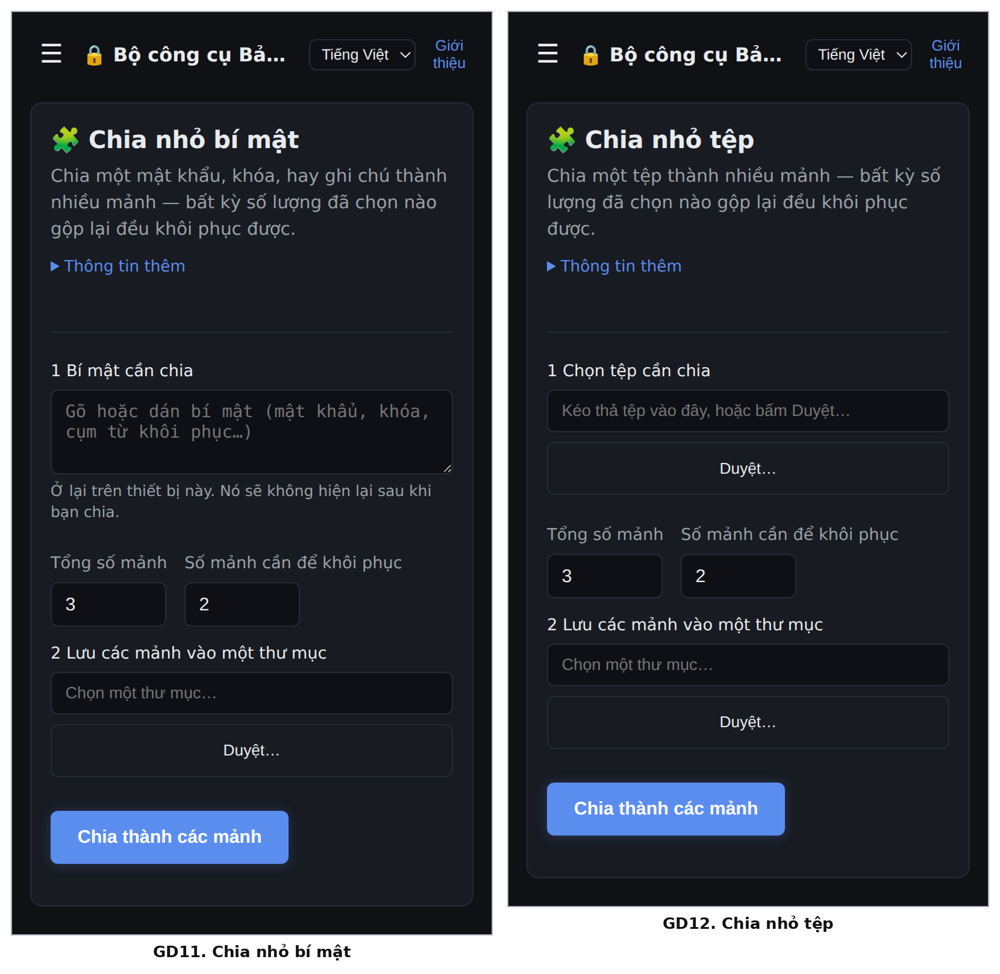 ☰ 🔒 Bộ công cụ Bả… Tiếng Việt Giới thiệu
🧩 Chia nhỏ bí mật
Chia một mật khẩu, khóa, hay ghi chú thành
nhiều mảnh — bất kỳ số lượng đã chọn nào
gộp lại đều khôi phục được.
▶ Thông tin thêm
1 Bí mật cần chia
Gõ hoặc dán bí mật (mật khẩu, khóa,
cụm từ khôi phục…)
Ở lại trên thiết bị này. Nó sẽ không hiện lại sau khi
bạn chia.
Tổng số mảnh Số mảnh cần để khôi phục
3 2
2 Lưu các mảnh vào một thư mục
Chọn một thư mục…
Duyệt…
Chia thành các mảnh
GD11. Chia nhỏ bí mật
☰ 🔒 Bộ công cụ Bả… Tiếng Việt Giới thiệu
🧩 Chia nhỏ tệp
Chia một tệp thành nhiều mảnh — bất kỳ số
lượng đã chọn nào gộp lại đều khôi phục
được.
▶ Thông tin thêm
1 Chọn tệp cần chia
Kéo thả tệp vào đây, hoặc bấm Duyệt…
Duyệt…
Tổng số mảnh Số mảnh cần để khôi phục
3 2
2 Lưu các mảnh vào một thư mục
Chọn một thư mục…
Duyệt…
Chia thành các mảnh
GD12. Chia nhỏ tệp